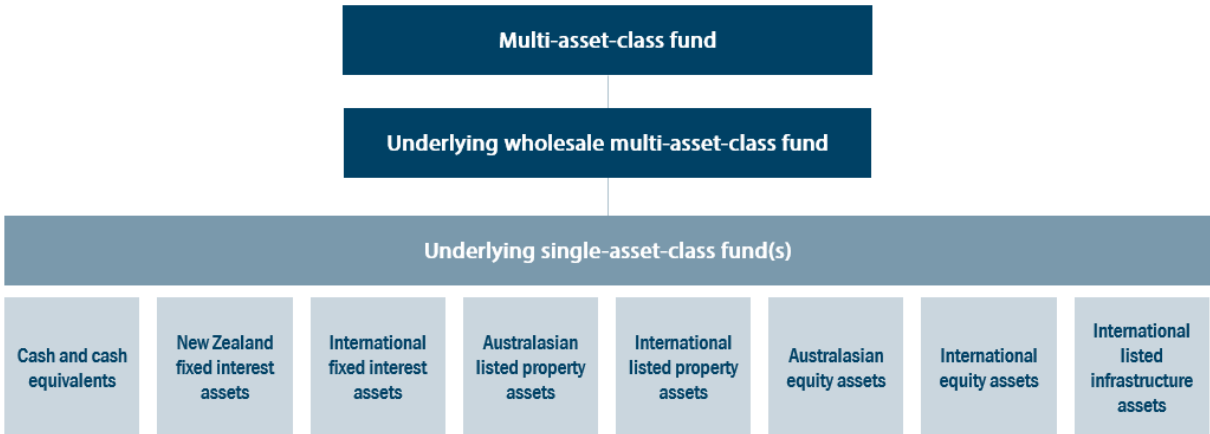 Multi-asset-class fund
Underlying wholesale multi-asset-class fund
Underlying single-asset-class fund(s)
Cash and cash
equivalents
New Zealand
fixed interest
assets
International
fixed interest
assets
Australasian
listed property
assets
International
listed property
assets
Australasian
equity assets
International
equity assets
International
listed
infrastructure
assets